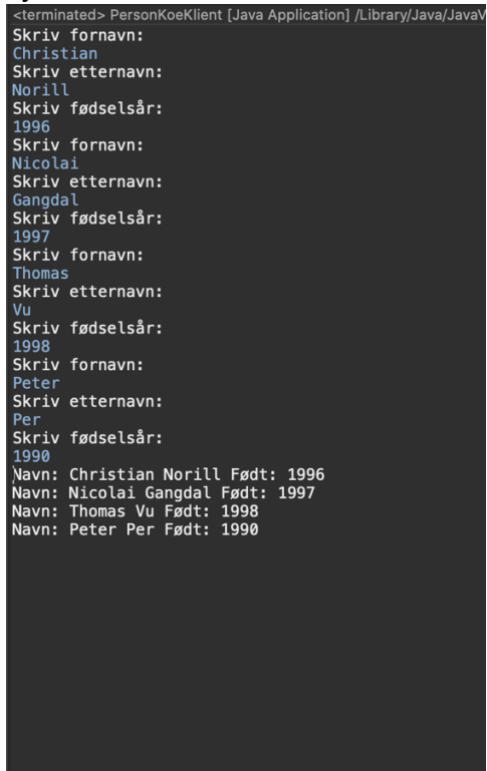 <terminated> PersonKoeKlient [Java Application] /Library/Java/JavaV
Skriv fornavn:
Christian
Skriv etternavn:
Norill
Skriv fødselsår:
1996
Skriv fornavn:
Nicolai
Skriv etternavn:
Gangdal
Skriv fødselsår:
1997
Skriv fornavn:
Thomas
Skriv etternavn:
Vu
Skriv fødselsår:
1998
Skriv fornavn:
Peter
Skriv etternavn:
Per
Skriv fødselsår:
1990
Navn: Christian Norill Født: 1996
Navn: Nicolai Gangdal Født: 1997
Navn: Thomas Vu Født: 1998
Navn: Peter Per Født: 1990